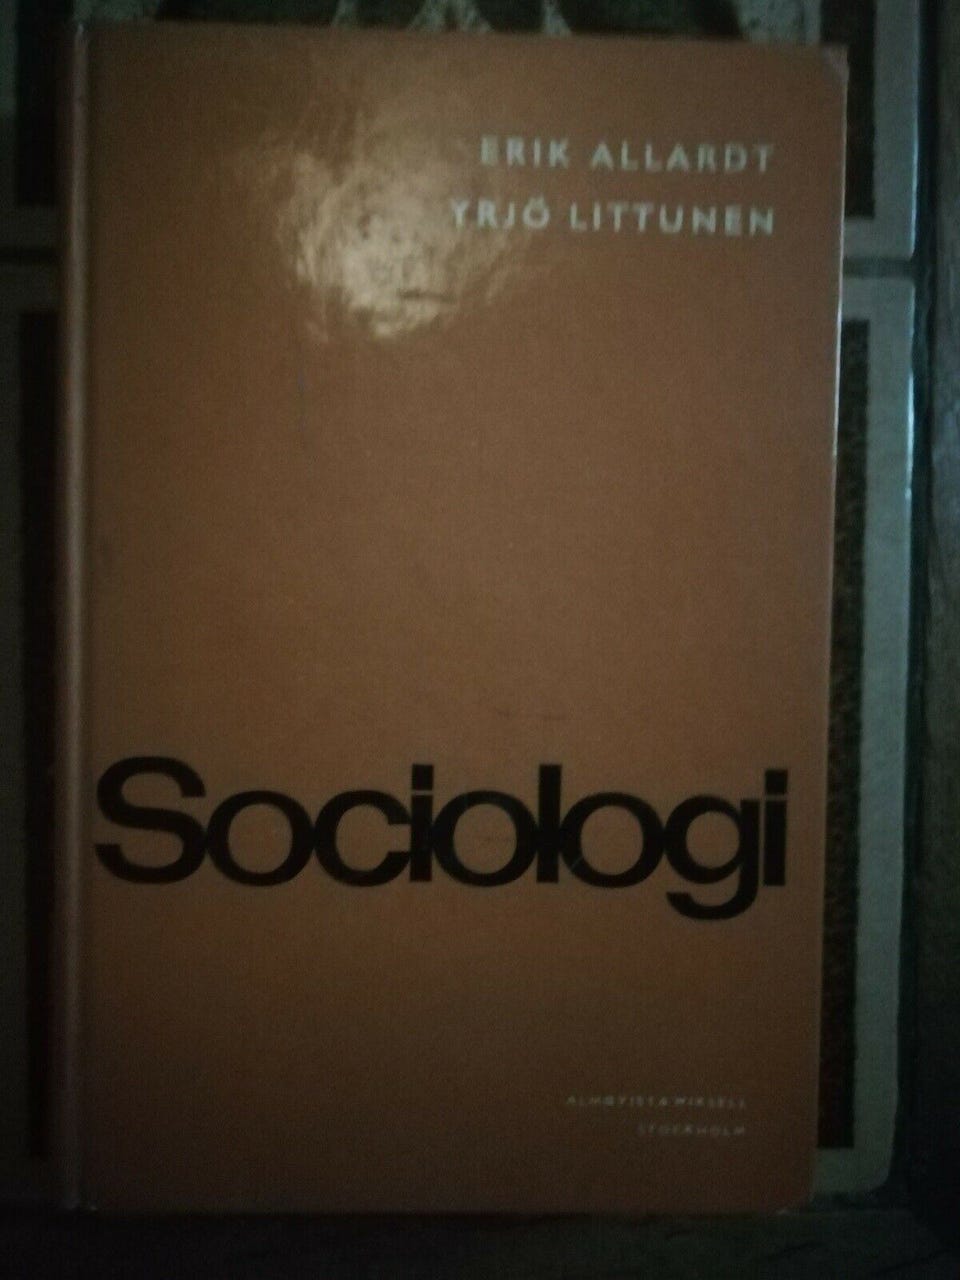 ERIK ALLARDT
YRJÖ LITTUNEN
Sociologi
ALMQVIST & WIKSELL
STOCKHOLM